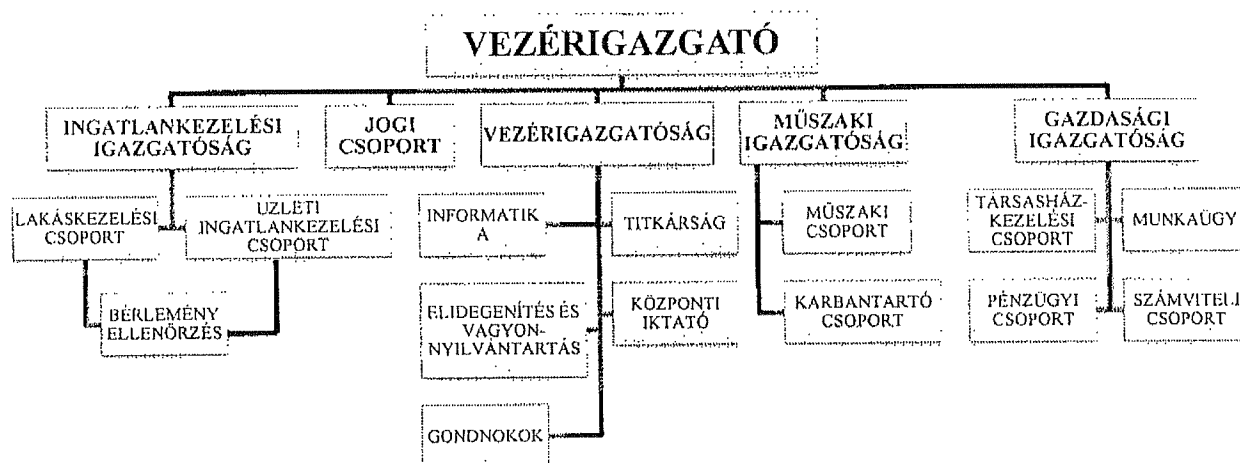 VEZÉRIGAZGATÓ
INGATLANKEZELÉSI
IGAZGATÓSÁG
JOGI
CSOPORT
VEZÉRIGAZGATÓSÁG
MŰSZAKI
IGAZGATÓSÁG
GAZDASÁGI
IGAZGATÓSÁG
LAKÁSKEZELÉSI
CSOPORT
ÜZLETI
INGATLANKEZELÉSI
CSOPORT
BÉRLEMÉNY
ELLENŐRZÉS
INFORMATIK
A
TITKÁRSÁG
ELIDEGENÍTÉS ÉS
VAGYON-
NYILVÁNTARTÁS
KÖZPONTI
IKTATÓ
GONDNOKOK
MŰSZAKI
CSOPORT
KARBANTARTÓ
CSOPORT
TÁRSASHÁZ-
KEZELÉSI
CSOPORT
MUNKAÜGY
PÉNZÜGYI
CSOPORT
SZÁMVITELI
CSOPORT